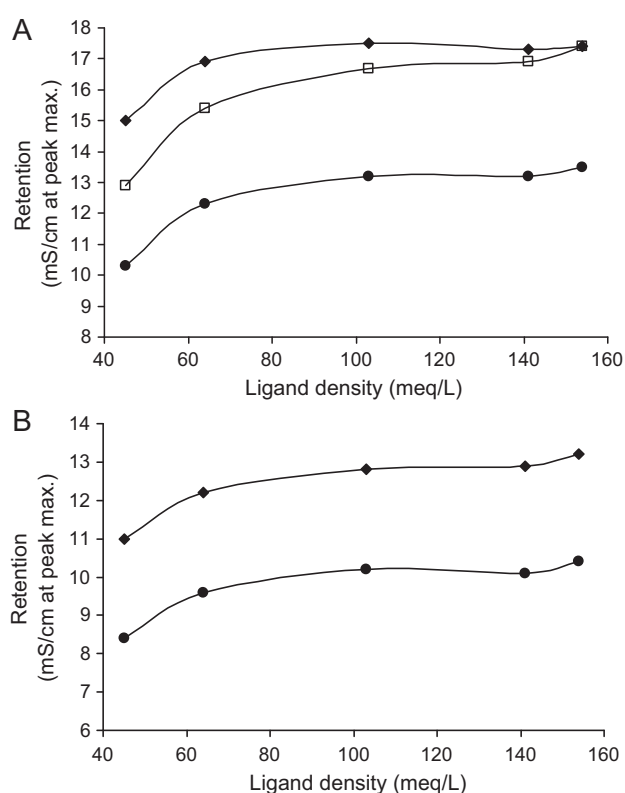 A
18
17
16
15
14
13
12
11
10
9
8
Retention
(mS/cm at peak max.)
40 60 80 100 120 140 160
Ligand density (meq/L)
B
14
13
12
11
10
9
8
7
6
Retention
(mS/cm at peak max.)
40 60 80 100 120 140 160
Ligand density (meq/L)